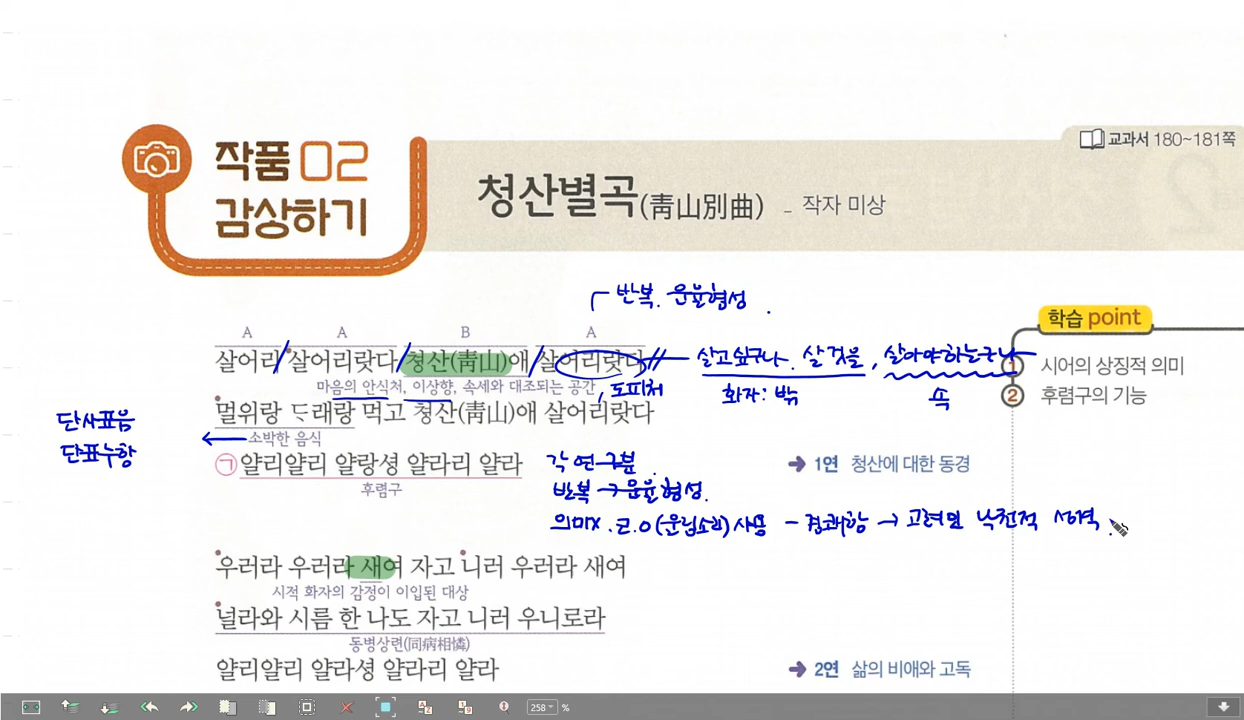 교과서 180~181쪽
작품 02
감상하기
청산별곡(靑山別曲) - 작자 미상
반복. 운율형성.
학습 point
1 시어의 상징적 의미
2 후렴구의 기능
A A B A
살어리/살어리랏다/청산(靑山)애/살어리랏다// 살고싶구나. 살 것을, 살아야하는구나
마음의 안식처, 이상향, 속세와 대조되는 공간, 도피처
화자: 밖 속
멀위랑 ᄃᆞ래랑 먹고 청산(靑山)애 살어리랏다
단사표음
단표누항
소박한 음식
㉠ 얄리얄리 얄랑셩 얄라리 얄라
후렴구
각 연 구분.
반복 → 운율형성.
의미x. ㄹ.ㅇ(울림소리)사용 - 경쾌함 → 고려인 낙천적 성격.
➔ 1연 청산에 대한 동경
우러라 우러라 새여 자고 니러 우러라 새여
시적 화자의 감정이 이입된 대상
널라와 시름 한 나도 자고 니러 우니로라
동병상련(同病相憐)
얄리얄리 얄라셩 얄라리 얄라
➔ 2연 삶의 비애와 고독
258 %